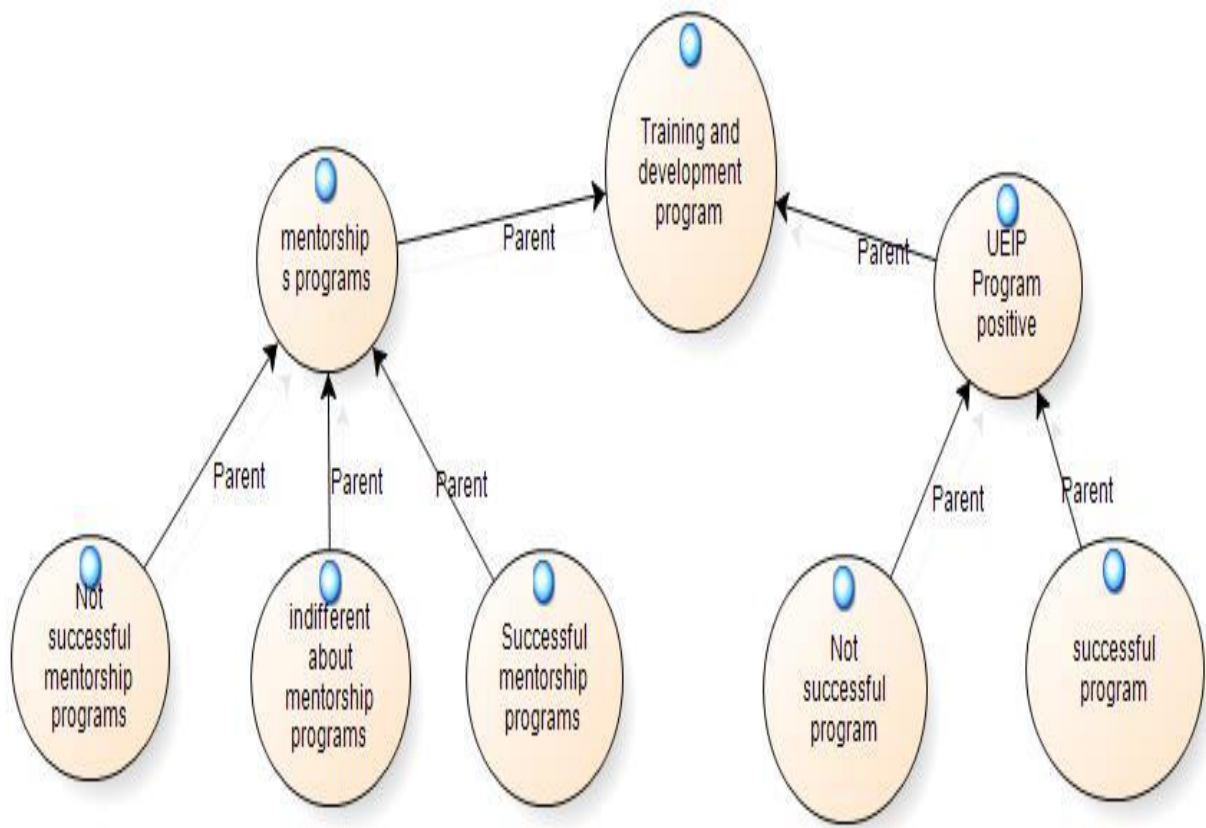 Training and
development
program
mentorship
s programs
Parent
Parent
UEIP
Program
positive
Parent
Parent
Parent
Parent
Parent
Not
successful
mentorship
programs
indifferent
about
mentorship
programs
Successful
mentorship
programs
Not
successful
program
successful
program